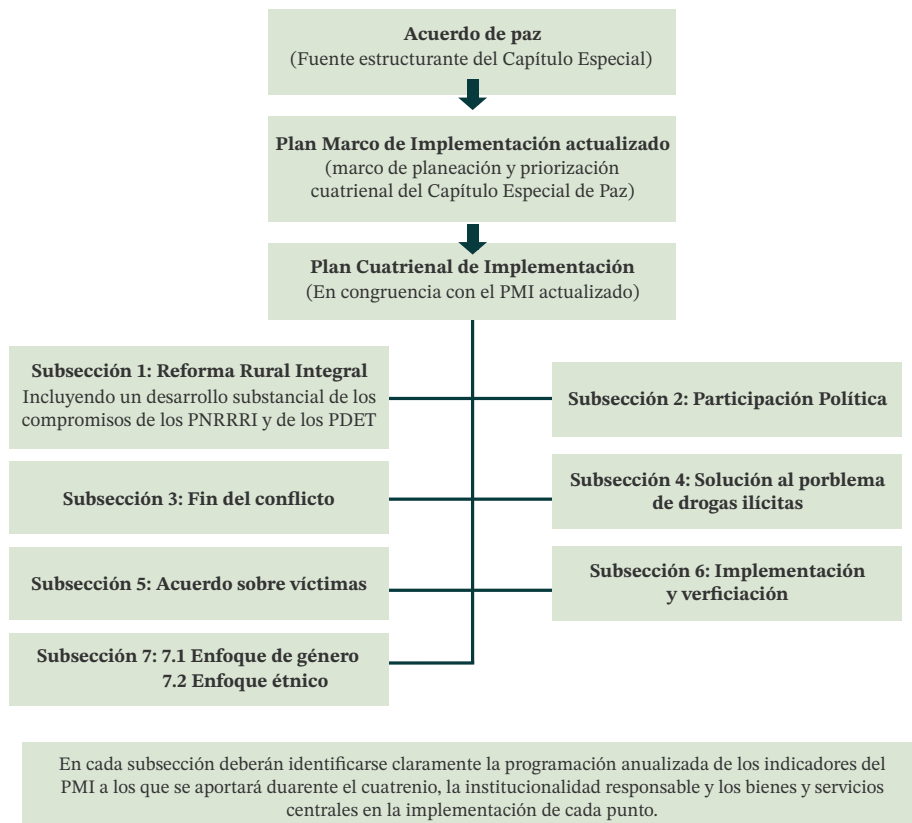 Acuerdo de paz
(Fuente estructurante del Capítulo Especial)
Plan Marco de Implementación actualizado
(marco de planeación y priorización
cuatrienal del Capítulo Especial de Paz)
Plan Cuatrienal de Implementación
(En congruencia con el PMI actualizado)
Subsección 1: Reforma Rural Integral
Incluyendo un desarrollo substancial de los
compromisos de los PNRRRI y de los PDET
Subsección 2: Participación Política
Subsección 3: Fin del conflicto
Subsección 4: Solución al porblema
de drogas ilícitas
Subsección 5: Acuerdo sobre víctimas
Subsección 6: Implementación
y verficiación
Subsección 7: 7.1 Enfoque de género
7.2 Enfoque étnico
En cada subsección deberán identificarse claramente la programación anualizada de los indicadores del
PMI a los que se aportará duarente el cuatrenio, la institucionalidad responsable y los bienes y servicios
centrales en la implementación de cada punto.